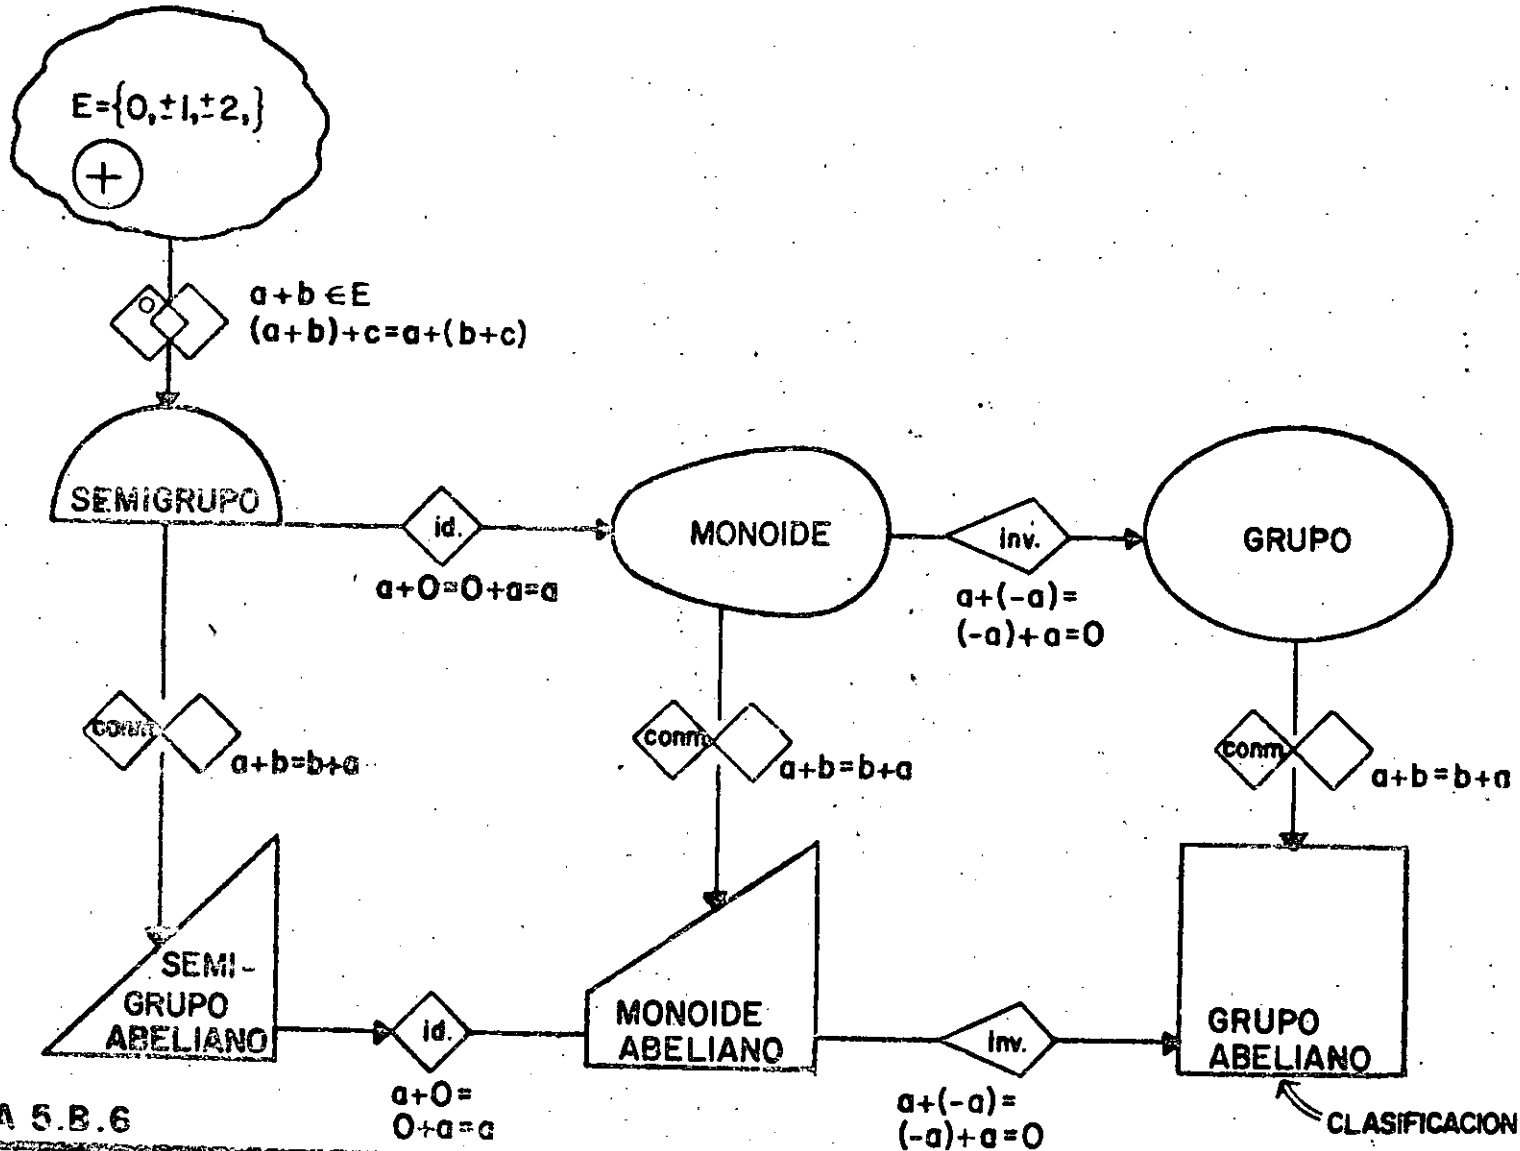 E={0,±1,±2,}
+
a+b∈E
(a+b)+c=a+(b+c)
SEMIGRUPO
id.
a+0=0+a=a
MONOIDE
inv.
a+(-a)=
(-a)+a=0
GRUPO
conm
a+b=b+a
conm
a+b=b+a
conm
a+b=b+a
SEMI-
GRUPO
ABELIANO
id.
a+0=
0+a=a
MONOIDE
ABELIANO
inv.
a+(-a)=
(-a)+a=0
GRUPO
ABELIANO
CLASIFICACION
A 5.B.6